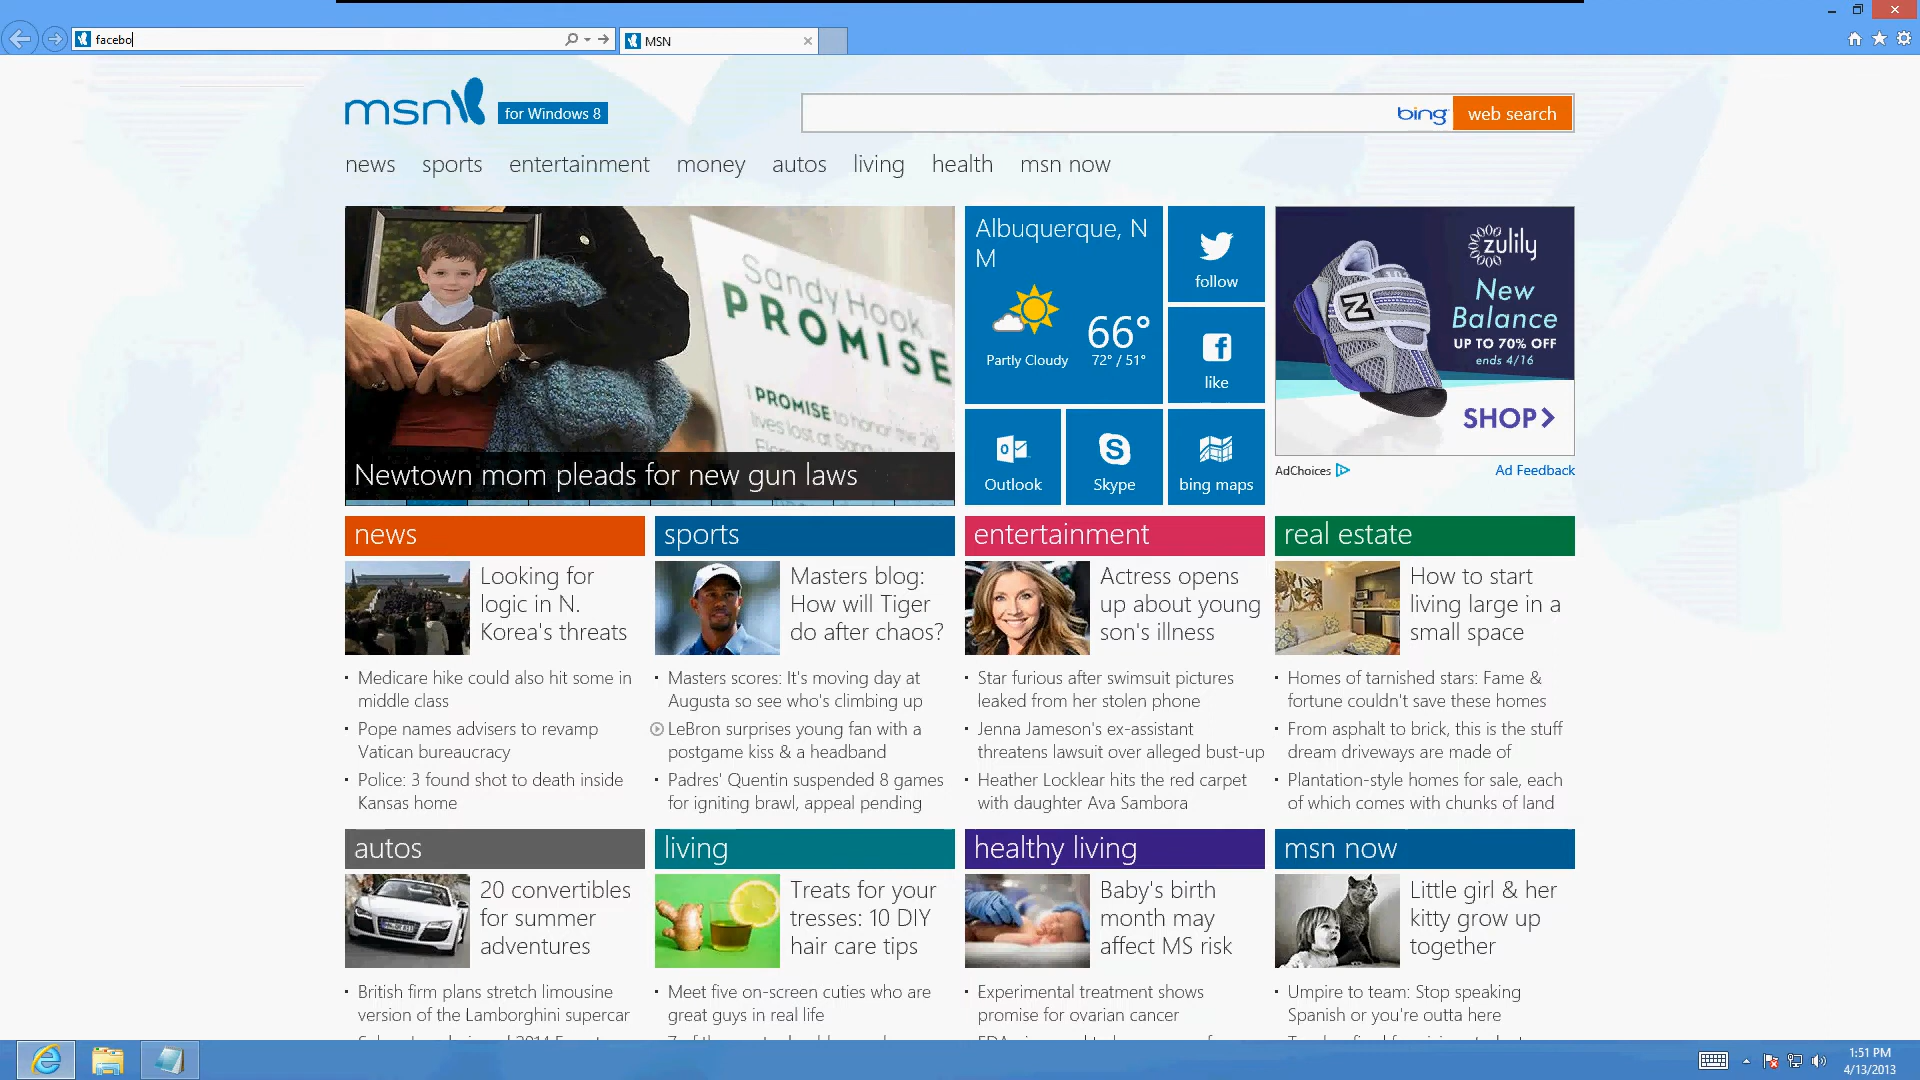 facebo
MSN
msn
for Windows 8
bing
web search
news
sports
entertainment
money
autos
living
health
msn now
Sandy Hook
PROMISE
PROMISE to honor the 26
lives lost at Sandy
Newtown mom pleads for new gun laws
Albuquerque, N
M
66°
Partly Cloudy
72° / 51°
follow
like
Outlook
Skype
bing maps
zulily
New
Balance
UP TO 70% OFF
ends 4/16
SHOP
AdChoices
Ad Feedback
news
Looking for
logic in N.
Korea's threats
Medicare hike could also hit some in
middle class
Pope names advisers to revamp
Vatican bureaucracy
Police: 3 found shot to death inside
Kansas home
sports
Masters blog:
How will Tiger
do after chaos?
Masters scores: It's moving day at
Augusta so see who's climbing up
LeBron surprises young fan with a
postgame kiss & a headband
Padres' Quentin suspended 8 games
for igniting brawl, appeal pending
entertainment
Actress opens
up about young
son's illness
Star furious after swimsuit pictures
leaked from her stolen phone
Jenna Jameson's ex-assistant
threatens lawsuit over alleged bust-up
Heather Locklear hits the red carpet
with daughter Ava Sambora
real estate
How to start
living large in a
small space
Homes of tarnished stars: Fame &
fortune couldn't save these homes
From asphalt to brick, this is the stuff
dream driveways are made of
Plantation-style homes for sale, each
of which comes with chunks of land
autos
20 convertibles
for summer
adventures
British firm plans stretch limousine
version of the Lamborghini supercar
living
Treats for your
tresses: 10 DIY
hair care tips
Meet five on-screen cuties who are
great guys in real life
healthy living
Baby's birth
month may
affect MS risk
Experimental treatment shows
promise for ovarian cancer
msn now
Little girl & her
kitty grow up
together
Umpire to team: Stop speaking
Spanish or you're outta here
1:51 PM
4/13/2013